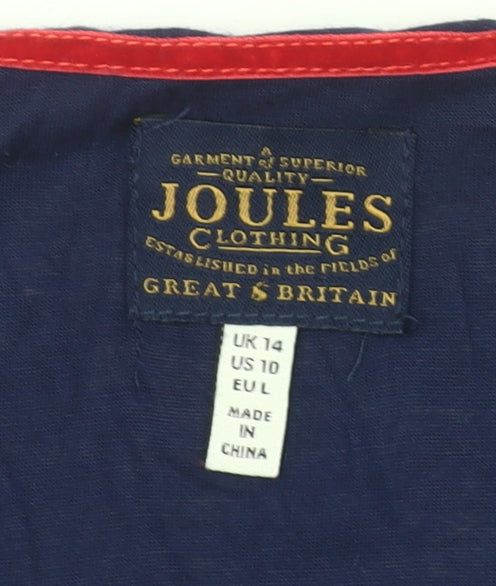 A
GARMENT of SUPERIOR
QUALITY
JOULES
CLOTHING
ESTABLISHED in the FIELDS of
GREAT & BRITAIN
UK 14
US 10
EU L
MADE
IN
CHINA